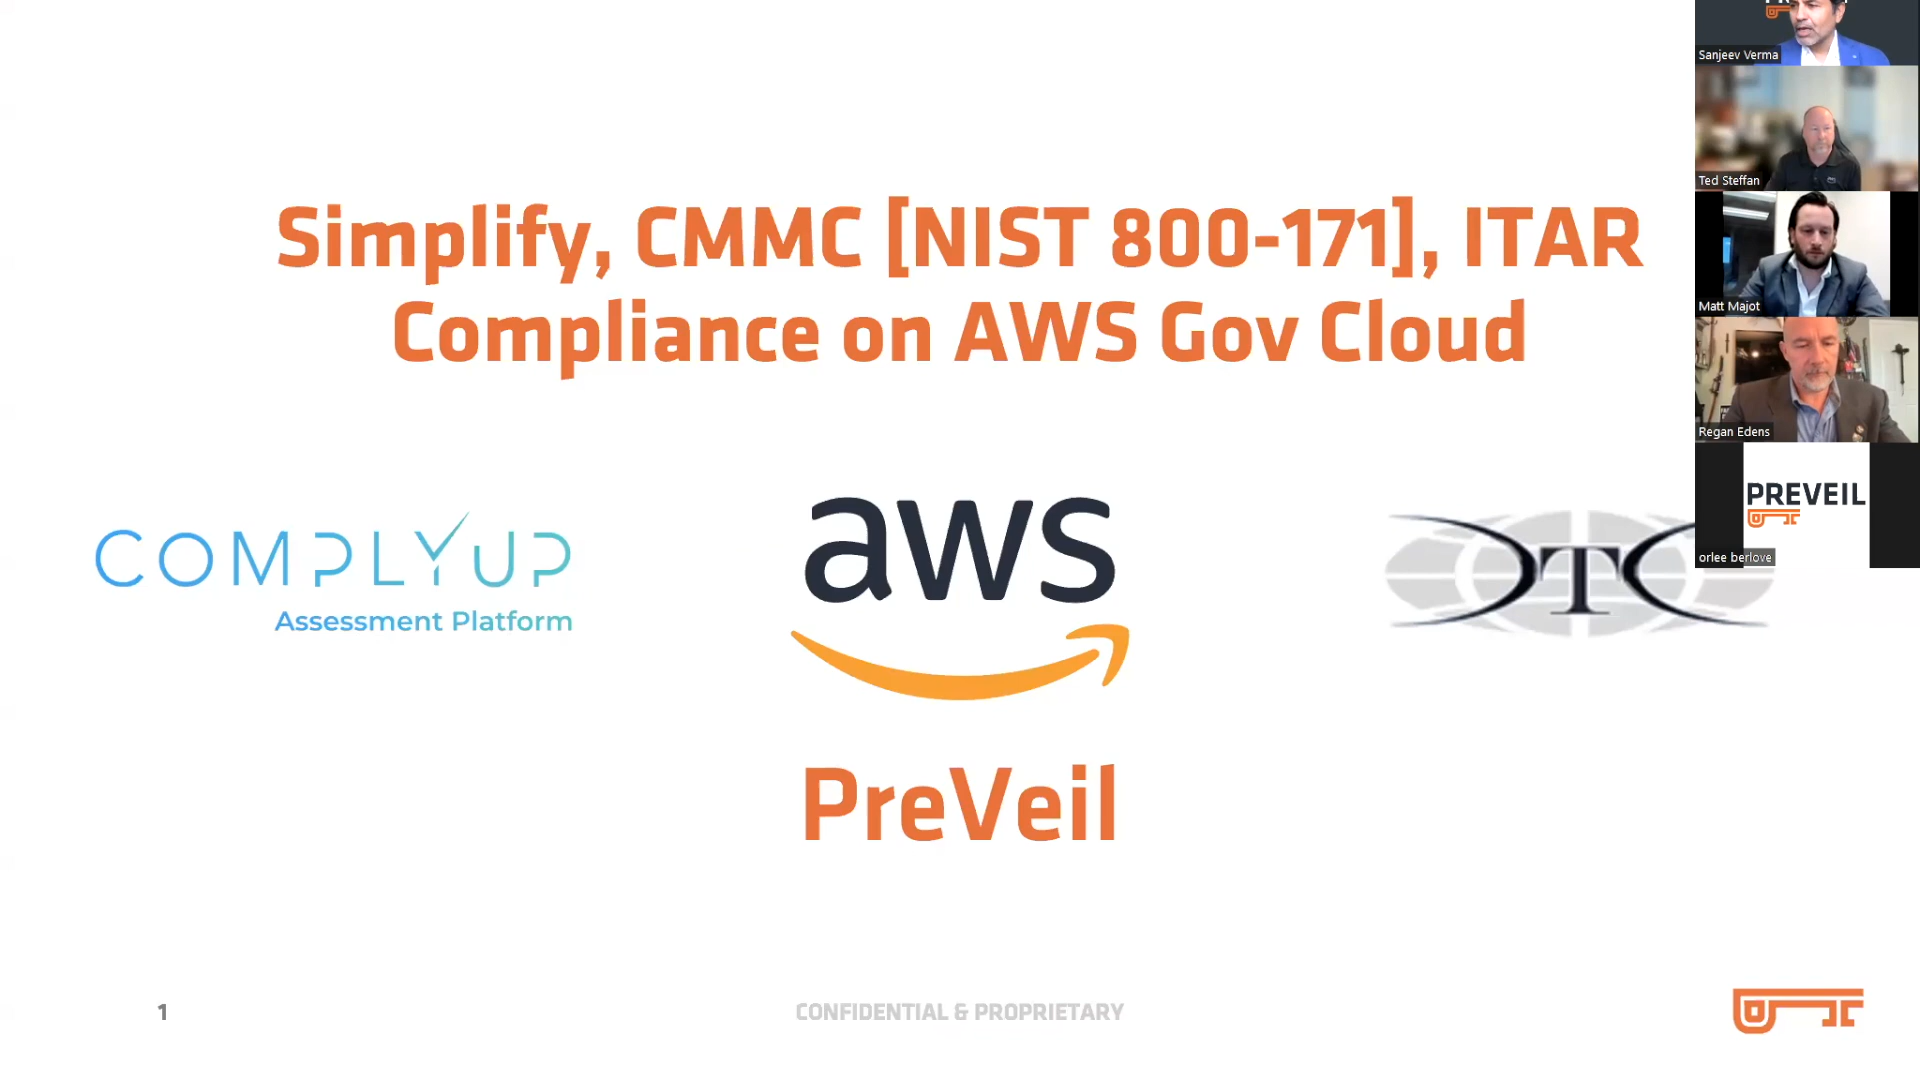 Simplify, CMMC [NIST 800-171], ITAR
Compliance on AWS Gov Cloud
COMPLYUP
Assessment Platform
aws
DTC
PreVeil
1
CONFIDENTIAL & PROPRIETARY
Sanjeev Verma
Ted Steffan
Matt Majot
Regan Edens
PREVEIL
orlee berlove